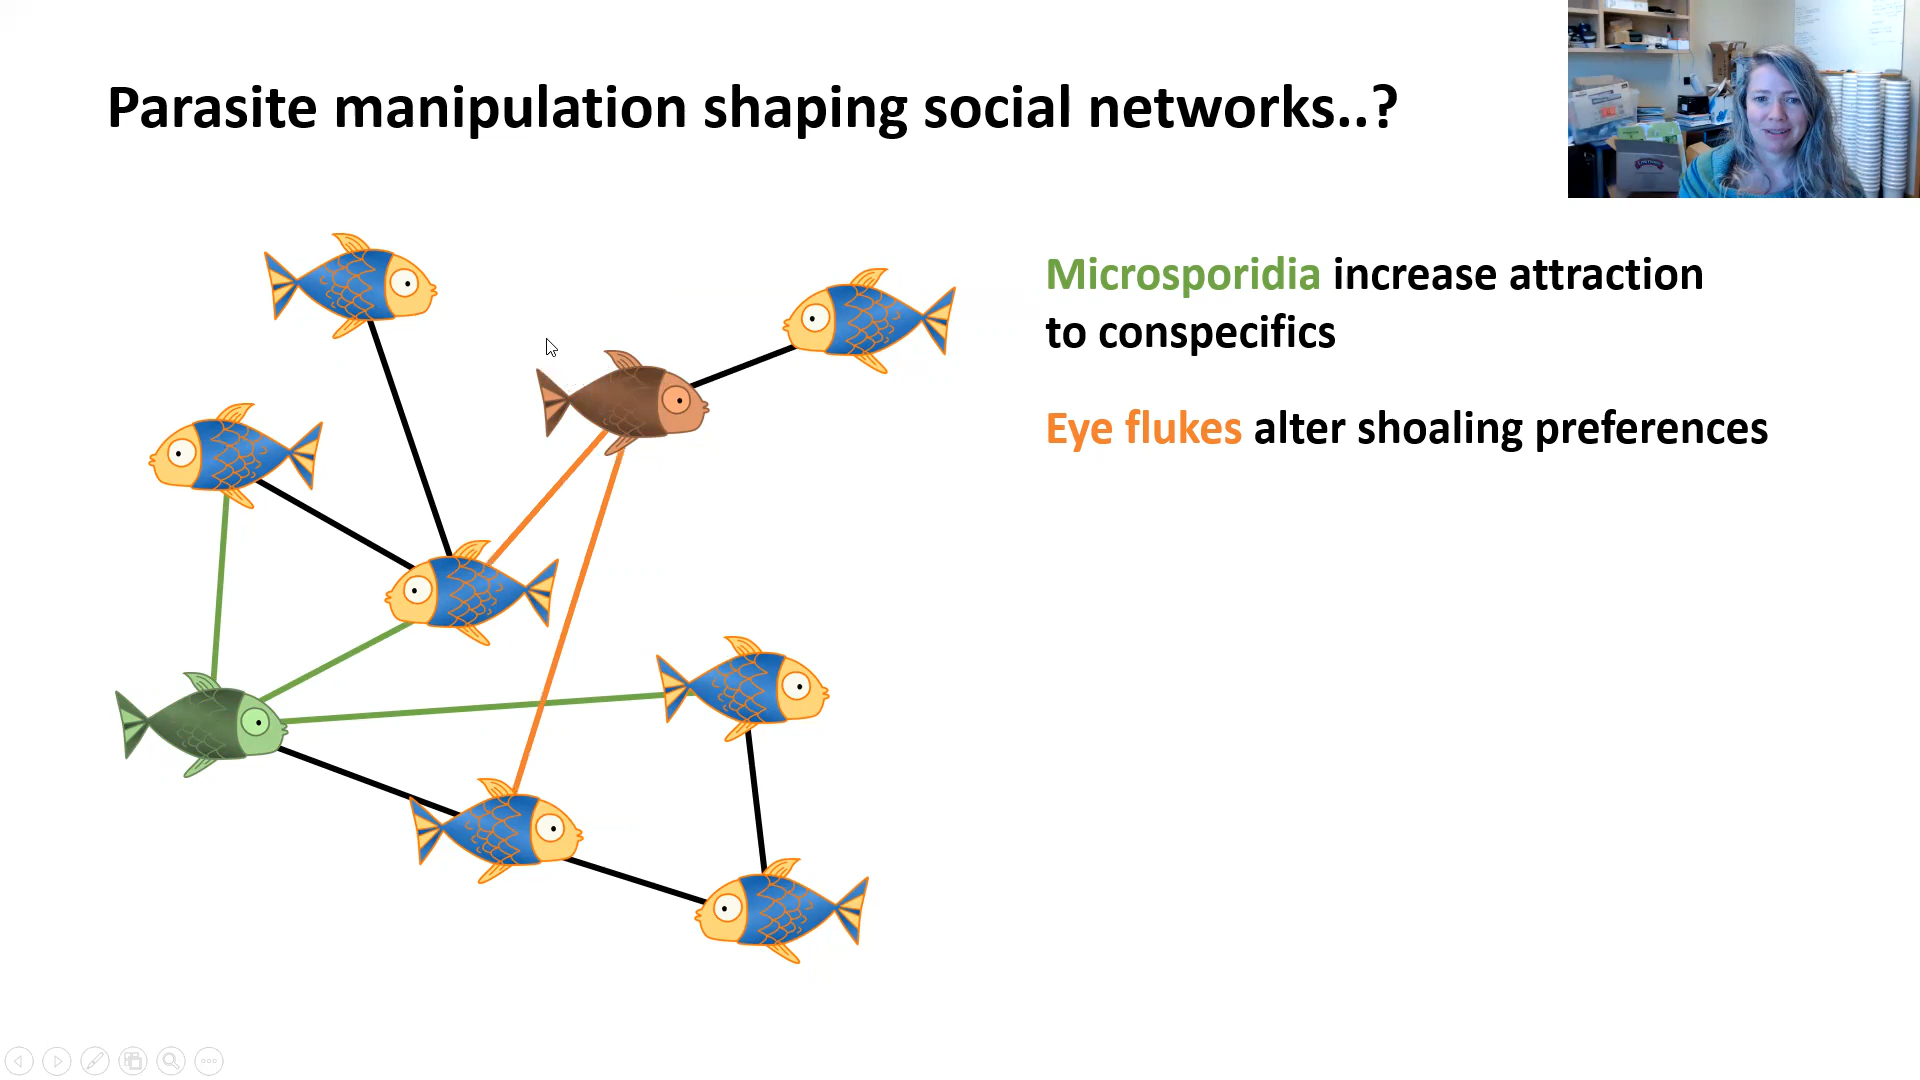 Parasite manipulation shaping social networks..?
Microsporidia increase attraction
to conspecifics
Eye flukes alter shoaling preferences